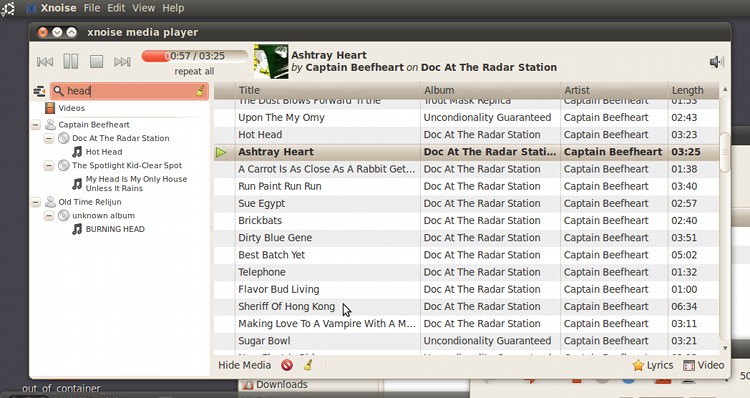 Xnoise File Edit View Help
xnoise media player
00:57 / 03:25
repeat all
Ashtray Heart
by Captain Beefheart on Doc At The Radar Station
head
Videos
Captain Beefheart
Doc At The Radar Station
Hot Head
The Spotlight Kid-Clear Spot
My Head Is My Only House
Unless It Rains
Old Time Relijun
unknown album
BURNING HEAD
Title Album Artist Length
The Dust Blows Forward 'n the Trout Mask Replica Captain Beefheart 01:53
Upon The My Omy Uncondionality Guaranteed Captain Beefheart 02:43
Hot Head Doc At The Radar Station Captain Beefheart 03:23
Ashtray Heart Doc At The Radar Stati... Captain Beefheart 03:25
A Carrot Is As Close As A Rabbit Get... Doc At The Radar Station Captain Beefheart 01:38
Run Paint Run Run Doc At The Radar Station Captain Beefheart 03:40
Sue Egypt Doc At The Radar Station Captain Beefheart 02:57
Brickbats Doc At The Radar Station Captain Beefheart 02:40
Dirty Blue Gene Doc At The Radar Station Captain Beefheart 03:51
Best Batch Yet Doc At The Radar Station Captain Beefheart 05:02
Telephone Doc At The Radar Station Captain Beefheart 01:32
Flavor Bud Living Doc At The Radar Station Captain Beefheart 01:00
Sheriff Of Hong Kong Doc At The Radar Station Captain Beefheart 06:34
Making Love To A Vampire With A M... Doc At The Radar Station Captain Beefheart 03:11
Sugar Bowl Uncondionality Guaranteed Captain Beefheart 03:21
Hide Media Lyrics Video
out_of_container
Downloads
50